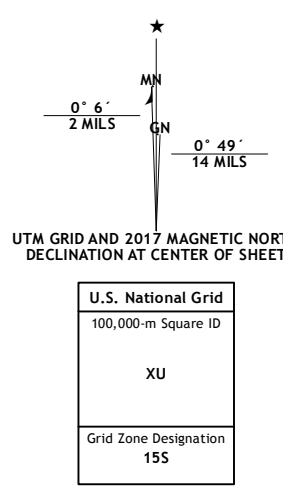 ★
MN
0° 6´
2 MILS
GN
0° 49´
14 MILS
UTM GRID AND 2017 MAGNETIC NORT
DECLINATION AT CENTER OF SHEET
U.S. National Grid
100,000-m Square ID
XU
Grid Zone Designation
15S